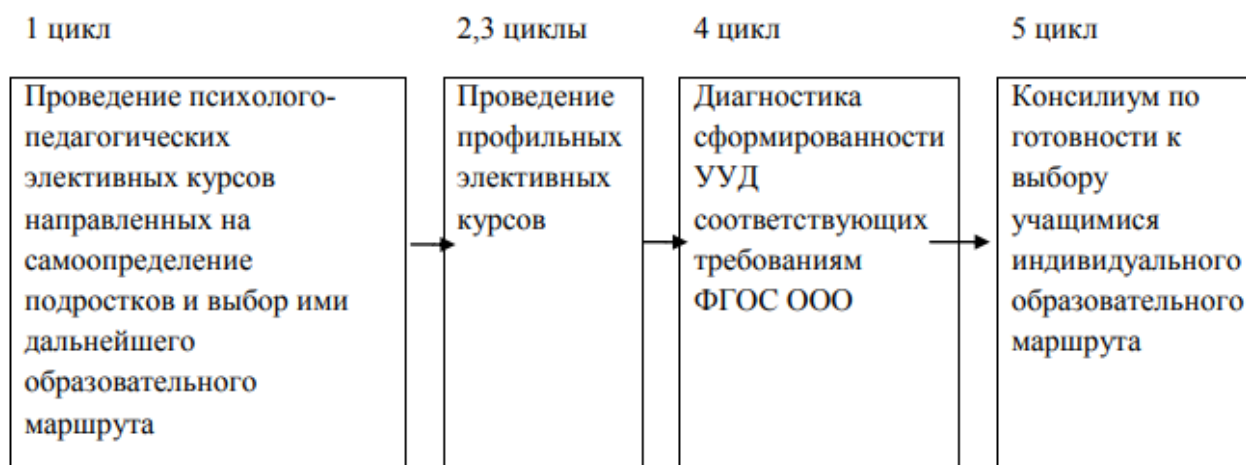 1 цикл
2,3 циклы
4 цикл
5 цикл
Проведение психолого-
педагогических
элективных курсов
направленных на
самоопределение
подростков и выбор ими
дальнейшего
образовательного
маршрута
Проведение
профильных
элективных
курсов
Диагностика
сформированности
УУД
соответствующих
требованиям
ФГОС ООО
Консилиум по
готовности к
выбору
учащимися
индивидуального
образовательного
маршрута